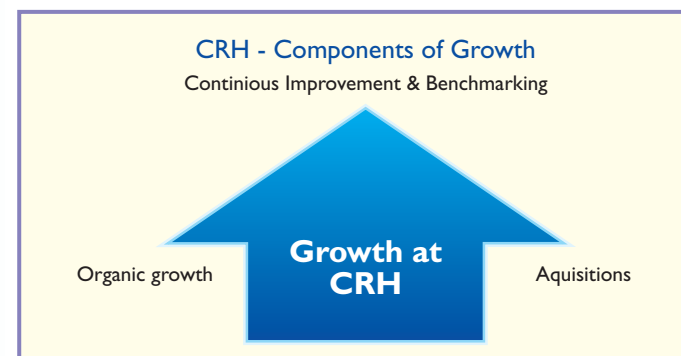 CRH - Components of Growth
Continious Improvement & Benchmarking
Growth at
CRH
Organic growth
Aquisitions